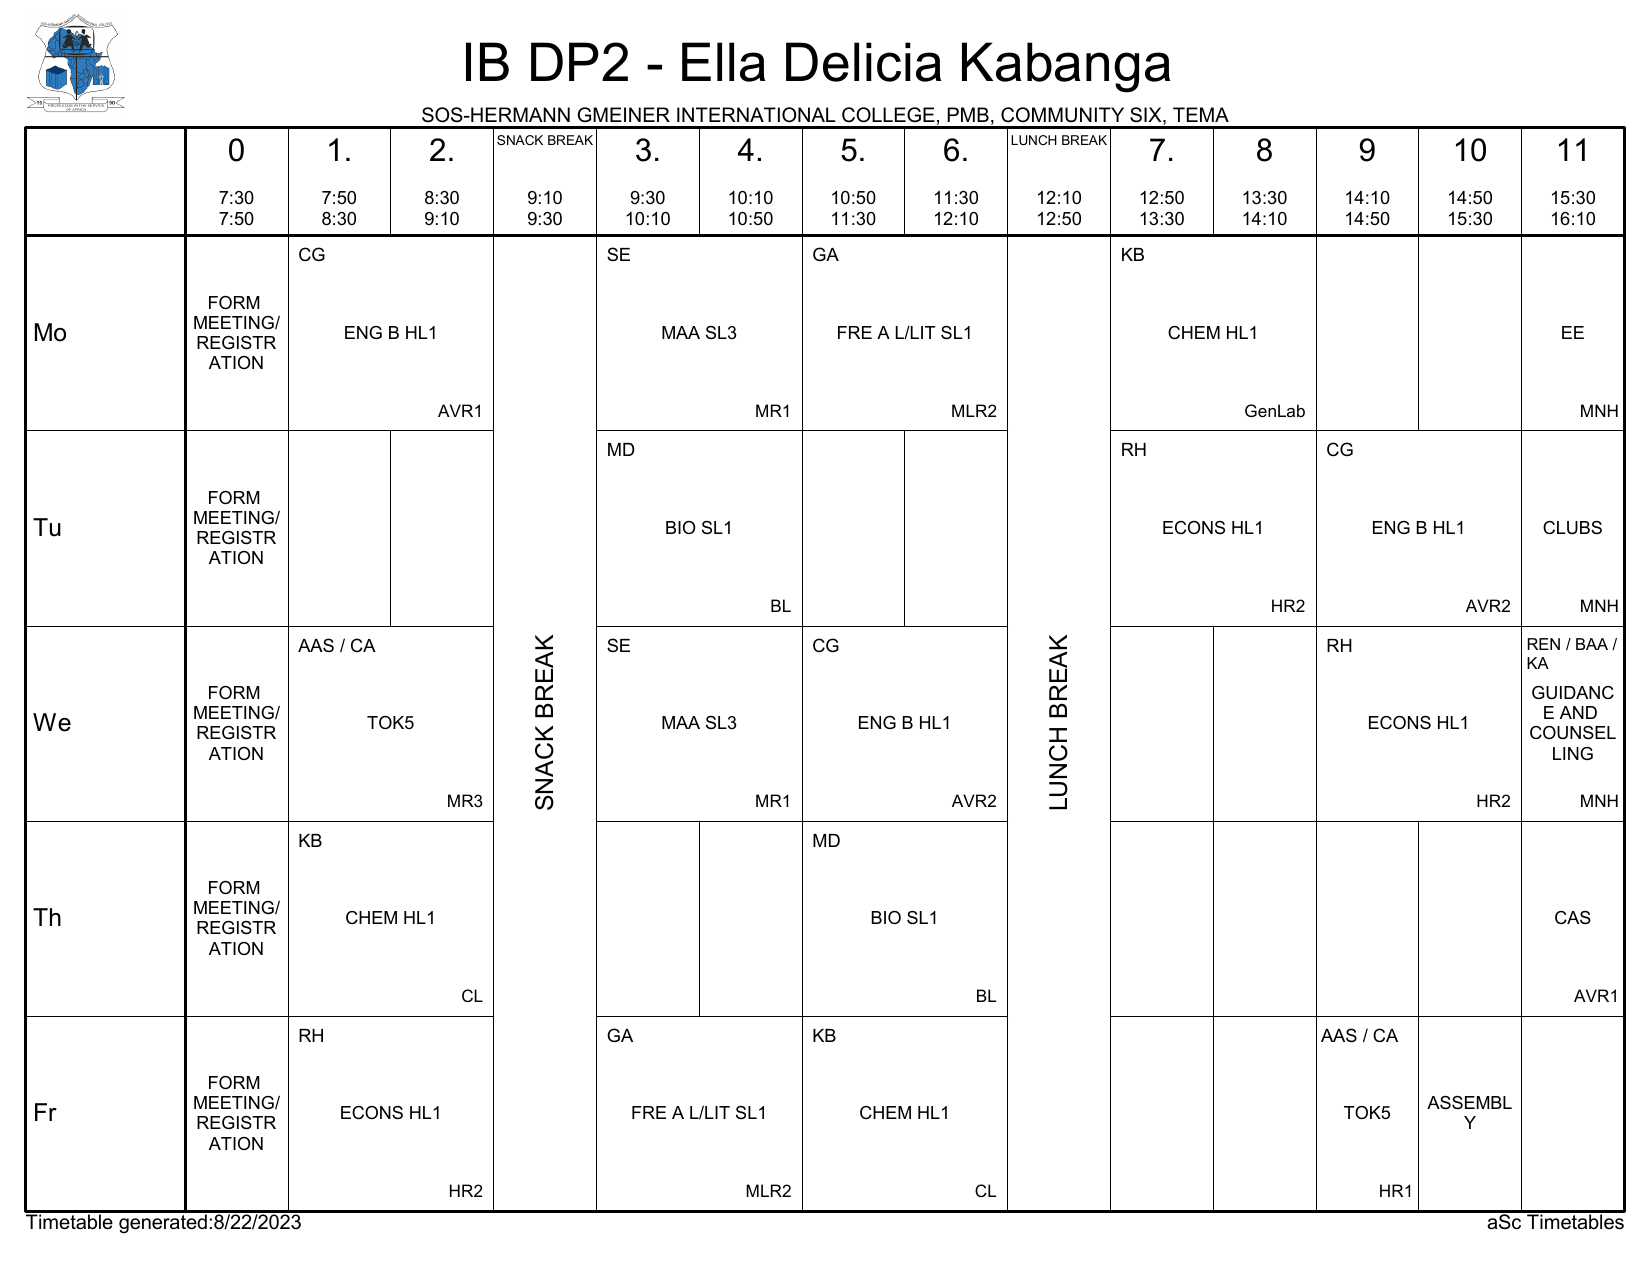 IB DP2 - Ella Delicia Kabanga
SOS-HERMANN GMEINER INTERNATIONAL COLLEGE, PMB, COMMUNITY SIX, TEMA
0 1. 2. SNACK BREAK 3. 4. 5. 6. LUNCH BREAK 7. 8 9 10 11
7:30 7:50 8:30 9:10 9:30 10:10 10:50 11:30 12:10 12:50 13:30 14:10 14:50 15:30
7:50 8:30 9:10 9:30 10:10 10:50 11:30 12:10 12:50 13:30 14:10 14:50 15:30 16:10
Mo
FORM
MEETING/
REGISTR
ATION
CG
ENG B HL1
AVR1
SE
MAA SL3
MR1
GA
FRE A L/LIT SL1
MLR2
KB
CHEM HL1
GenLab
EE
MNH
Tu
FORM
MEETING/
REGISTR
ATION
MD
BIO SL1
BL
RH
ECONS HL1
HR2
CG
ENG B HL1
AVR2
CLUBS
MNH
We
FORM
MEETING/
REGISTR
ATION
AAS / CA
TOK5
MR3
SNACK BREAK
SE
MAA SL3
MR1
CG
ENG B HL1
AVR2
LUNCH BREAK
RH
ECONS HL1
HR2
REN / BAA /
KA
GUIDANC
E AND
COUNSEL
LING
MNH
Th
FORM
MEETING/
REGISTR
ATION
KB
CHEM HL1
CL
MD
BIO SL1
BL
CAS
AVR1
Fr
FORM
MEETING/
REGISTR
ATION
RH
ECONS HL1
HR2
GA
FRE A L/LIT SL1
MLR2
KB
CHEM HL1
CL
AAS / CA
TOK5
HR1
ASSEMBL
Y
Timetable generated:8/22/2023
aSc Timetables